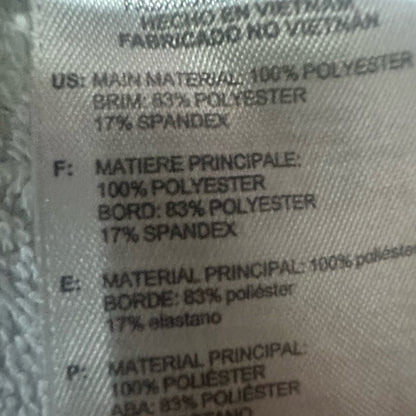 HECHO EN VIETNAM
FABRICADO NO VIETNÁN
US: MAIN MATERIAL: 100% POLYESTER
BRIM: 83% POLYESTER
17% SPANDEX
F: MATIERE PRINCIPALE:
100% POLYESTER
BORD: 83% POLYESTER
17% SPANDEX
E: MATERIAL PRINCIPAL: 100% poliéster
BORDE: 83% poliéster
17% elastano
P: MATERIAL PRINCIPAL:
100% POLIÉSTER
ABA: 83% POLIÉSTER